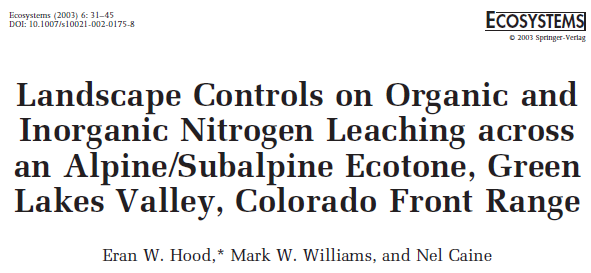 Ecosystems (2003) 6: 31–45
DOI: 10.1007/s10021-002-0175-8
ECOSYSTEMS
© 2003 Springer-Verlag
Landscape Controls on Organic and
Inorganic Nitrogen Leaching across
an Alpine/Subalpine Ecotone, Green
Lakes Valley, Colorado Front Range
Eran W. Hood,* Mark W. Williams, and Nel Caine